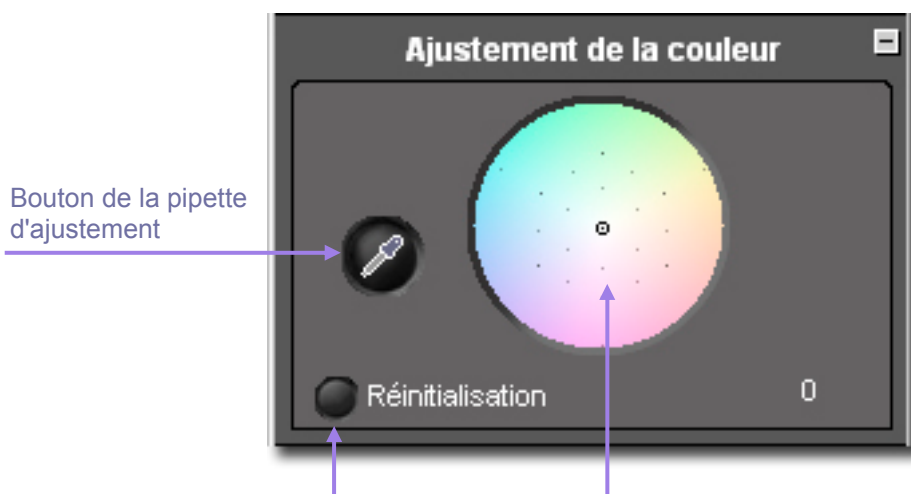 Ajustement de la couleur
Bouton de la pipette
d'ajustement
Réinitialisation
0